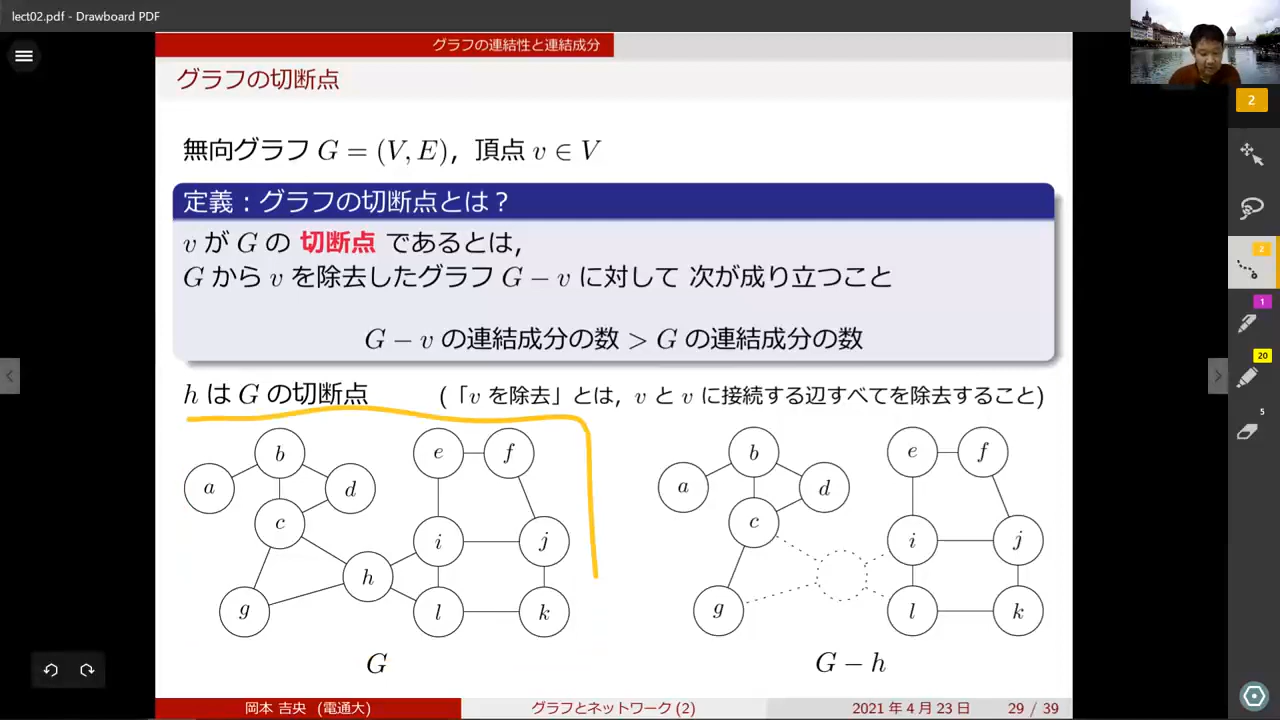 lect02.pdf - Drawboard PDF
グラフの連結性と連結成分
グラフの切断点
無向グラフ G = (V, E), 頂点 v ∈ V
定義：グラフの切断点とは？
v が G の 切断点 であるとは,
G から v を除去したグラフ G − v に対して 次が成り立つこと
G − v の連結成分の数 > G の連結成分の数
h は G の切断点 (「v を除去」とは, v と v に接続する辺すべてを除去すること)
b e f
a d
c i j
h
g l k
G
b e f
a d
c i j
g l k
G − h
岡本 吉央 (電通大) グラフとネットワーク (2) 2021 年 4 月 23 日 29 / 39
2
2
1
20
5